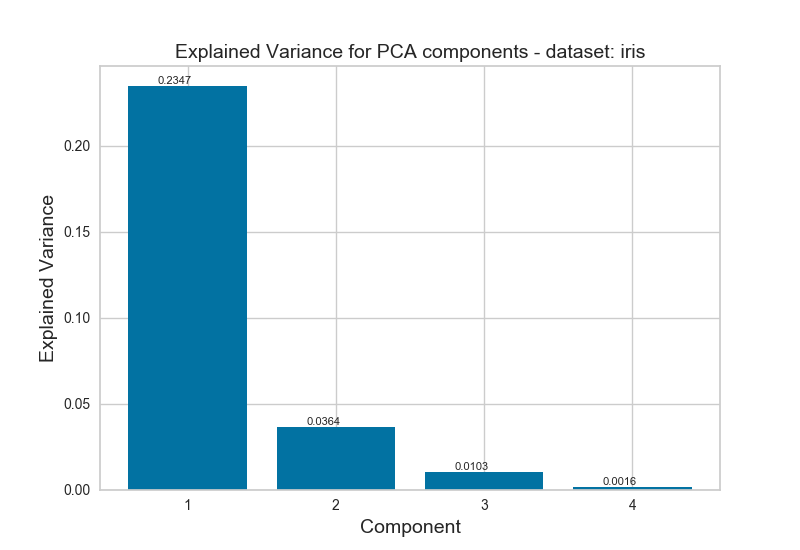 Explained Variance for PCA components - dataset: iris
0.2347
0.20
0.15
0.10
0.05
0.00
Explained Variance
0.0364
0.0103
0.0016
1 2 3 4
Component